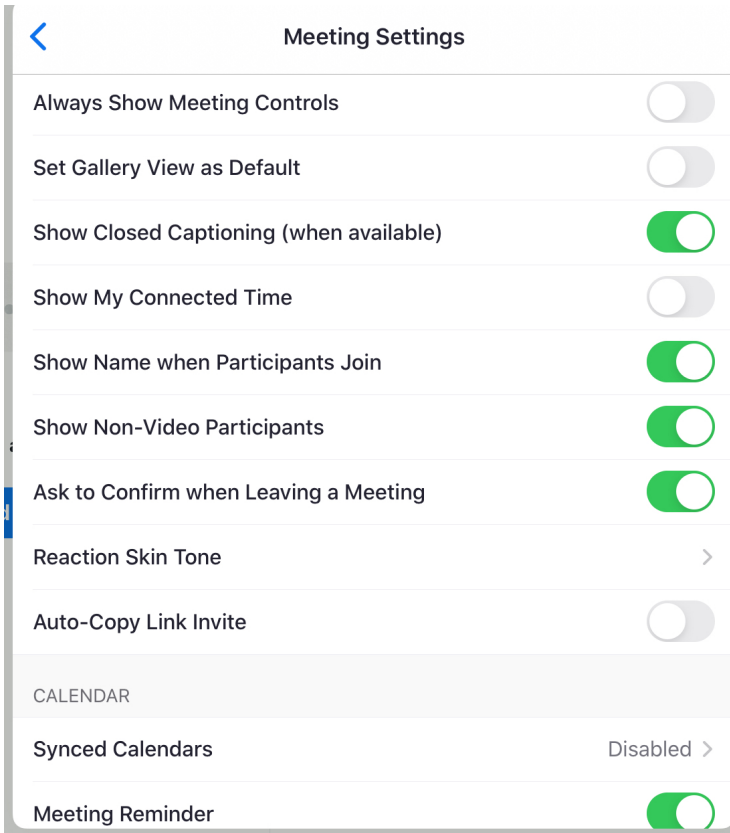 Meeting Settings
Always Show Meeting Controls
Set Gallery View as Default
Show Closed Captioning (when available)
Show My Connected Time
Show Name when Participants Join
Show Non-Video Participants
Ask to Confirm when Leaving a Meeting
Reaction Skin Tone
Auto-Copy Link Invite
CALENDAR
Synced Calendars Disabled
Meeting Reminder